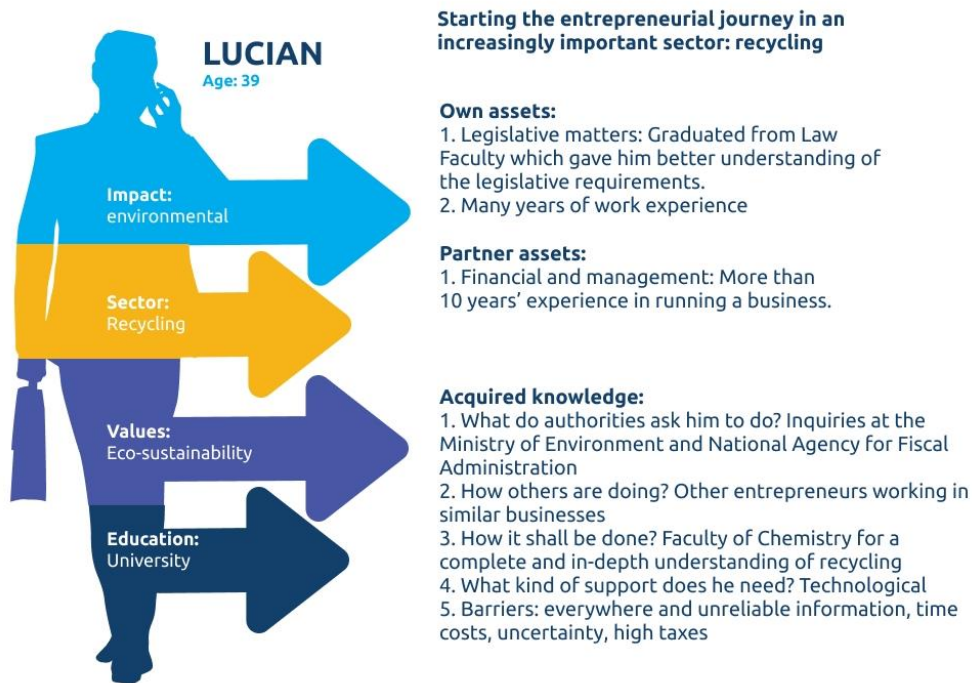 LUCIAN
Age: 39
Impact:
environmental
Sector:
Recycling
Values:
Eco-sustainability
Education:
University
Starting the entrepreneurial journey in an
increasingly important sector: recycling
Own assets:
1. Legislative matters: Graduated from Law
Faculty which gave him better understanding of
the legislative requirements.
2. Many years of work experience
Partner assets:
1. Financial and management: More than
10 years’ experience in running a business.
Acquired knowledge:
1. What do authorities ask him to do? Inquiries at the
Ministry of Environment and National Agency for Fiscal
Administration
2. How others are doing? Other entrepreneurs working in
similar businesses
3. How it shall be done? Faculty of Chemistry for a
complete and in-depth understanding of recycling
4. What kind of support does he need? Technological
5. Barriers: everywhere and unreliable information, time
costs, uncertainty, high taxes